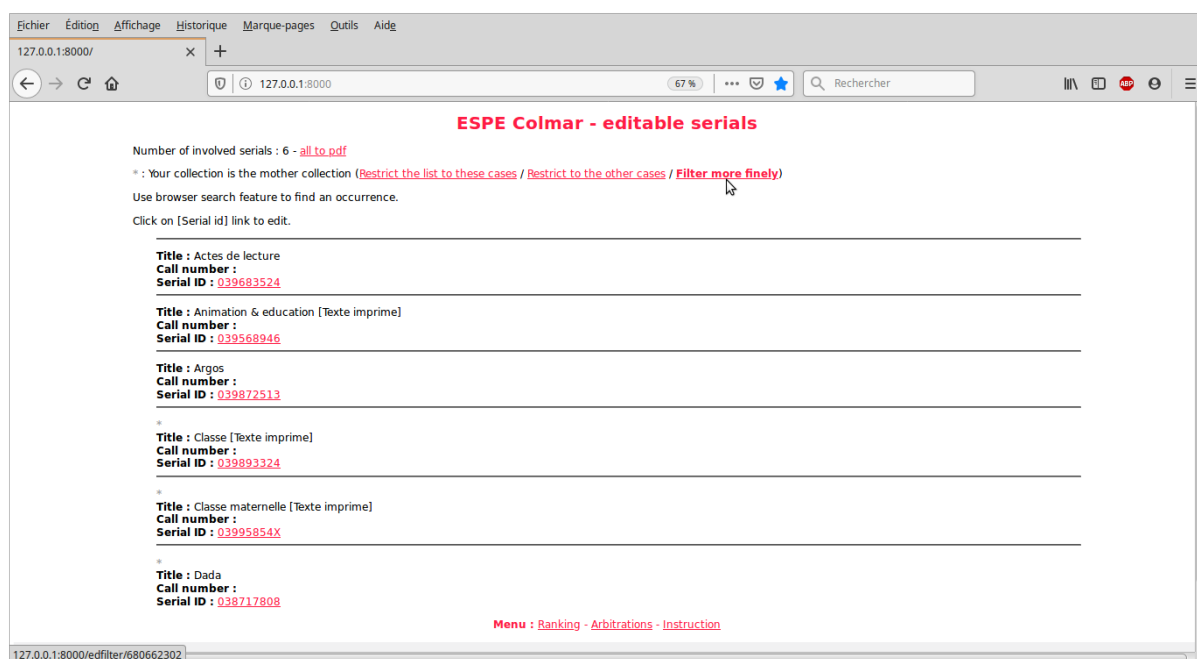 Fichier Édition Affichage Historique Marque-pages Outils Aide
127.0.0.1:8000/
127.0.0.1:8000 67 % Rechercher ABP
ESPE Colmar - editable serials
Number of involved serials : 6 - all to pdf
* : Your collection is the mother collection (Restrict the list to these cases / Restrict to the other cases / Filter more finely)
Use browser search feature to find an occurrence.
Click on [Serial id] link to edit.
Title : Actes de lecture
Call number :
Serial ID : 039683524
Title : Animation & education [Texte imprime]
Call number :
Serial ID : 039568946
Title : Argos
Call number :
Serial ID : 039872513
*
Title : Classe [Texte imprime]
Call number :
Serial ID : 039893324
*
Title : Classe maternelle [Texte imprime]
Call number :
Serial ID : 03995854X
*
Title : Dada
Call number :
Serial ID : 038717808
Menu : Ranking - Arbitrations - Instruction
127.0.0.1:8000/edfilter/680662302